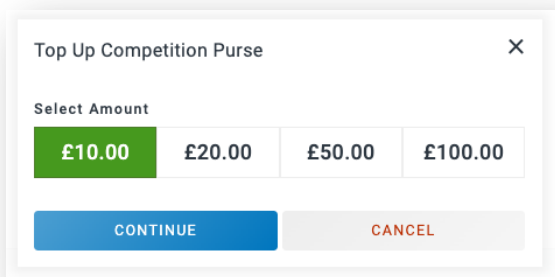 Top Up Competition Purse
Select Amount
£10.00 £20.00 £50.00 £100.00
CONTINUE CANCEL